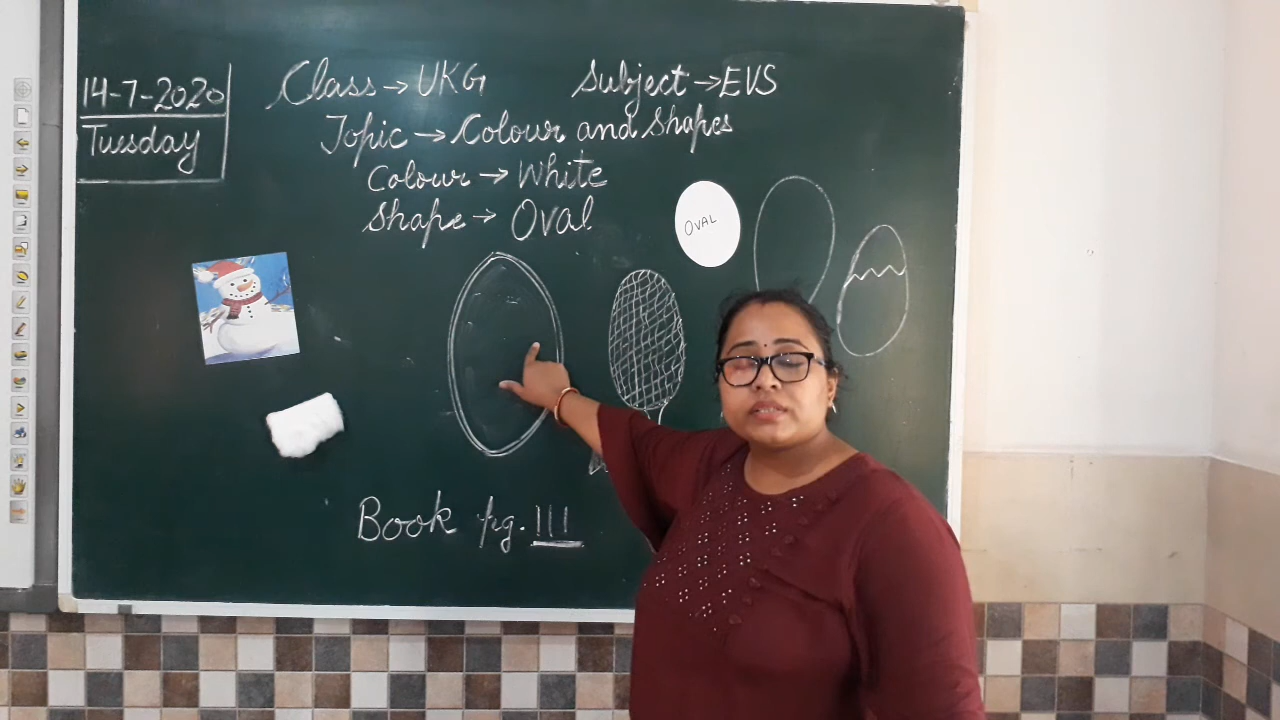 14-7-2020
Tuesday
Class → UKG Subject → EVS
Topic → Colour and Shapes
Colour → White
Shape → Oval
OVAL
Book pg. 111